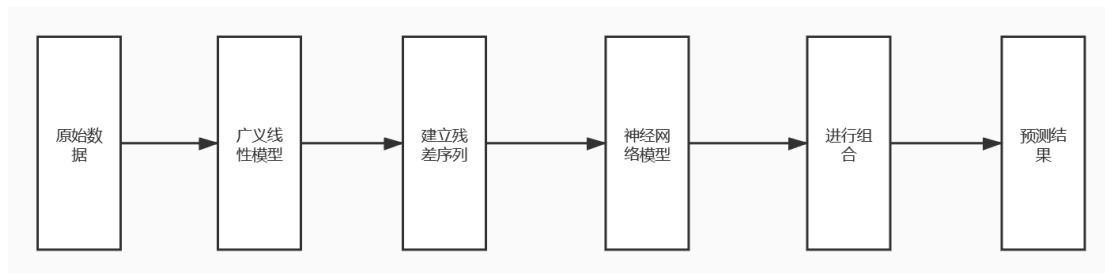 原始数
据
广义线
性模型
建立残
差序列
神经网
络模型
进行组
合
预测结
果